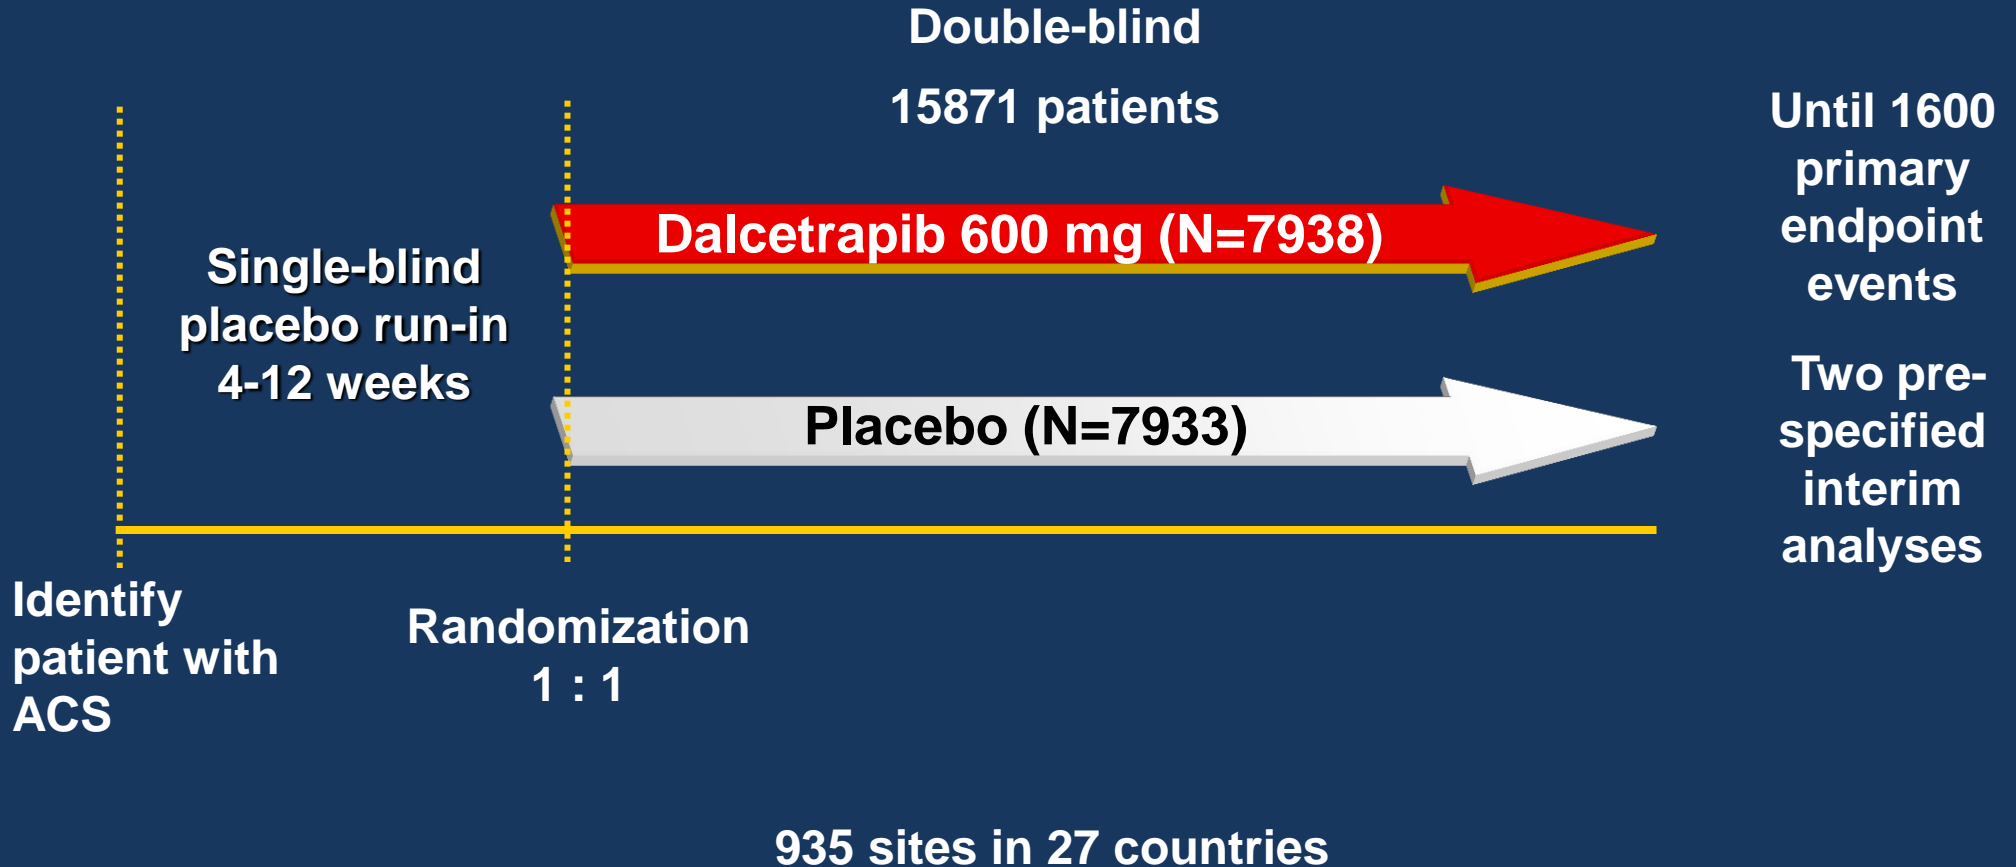 Double-blind
15871 patients
Until 1600
primary
endpoint
events
Dalcetrapib 600 mg (N=7938)
Single-blind
placebo run-in
4-12 weeks
Two pre-
specified
interim
analyses
Placebo (N=7933)
Identify
patient with
ACS
Randomization
1 : 1
935 sites in 27 countries